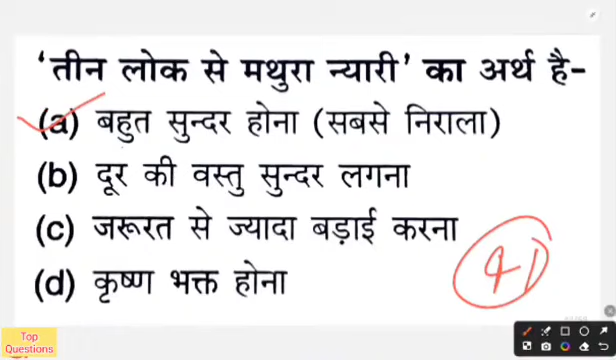 'तीन लोक से मथुरा न्यारी' का अर्थ है-
(a) बहुत सुन्दर होना (सबसे निराला)
(b) दूर की वस्तु सुन्दर लगना
(c) जरूरत से ज्यादा बड़ाई करना
(d) कृष्ण भक्त होना
41
Top
Questions